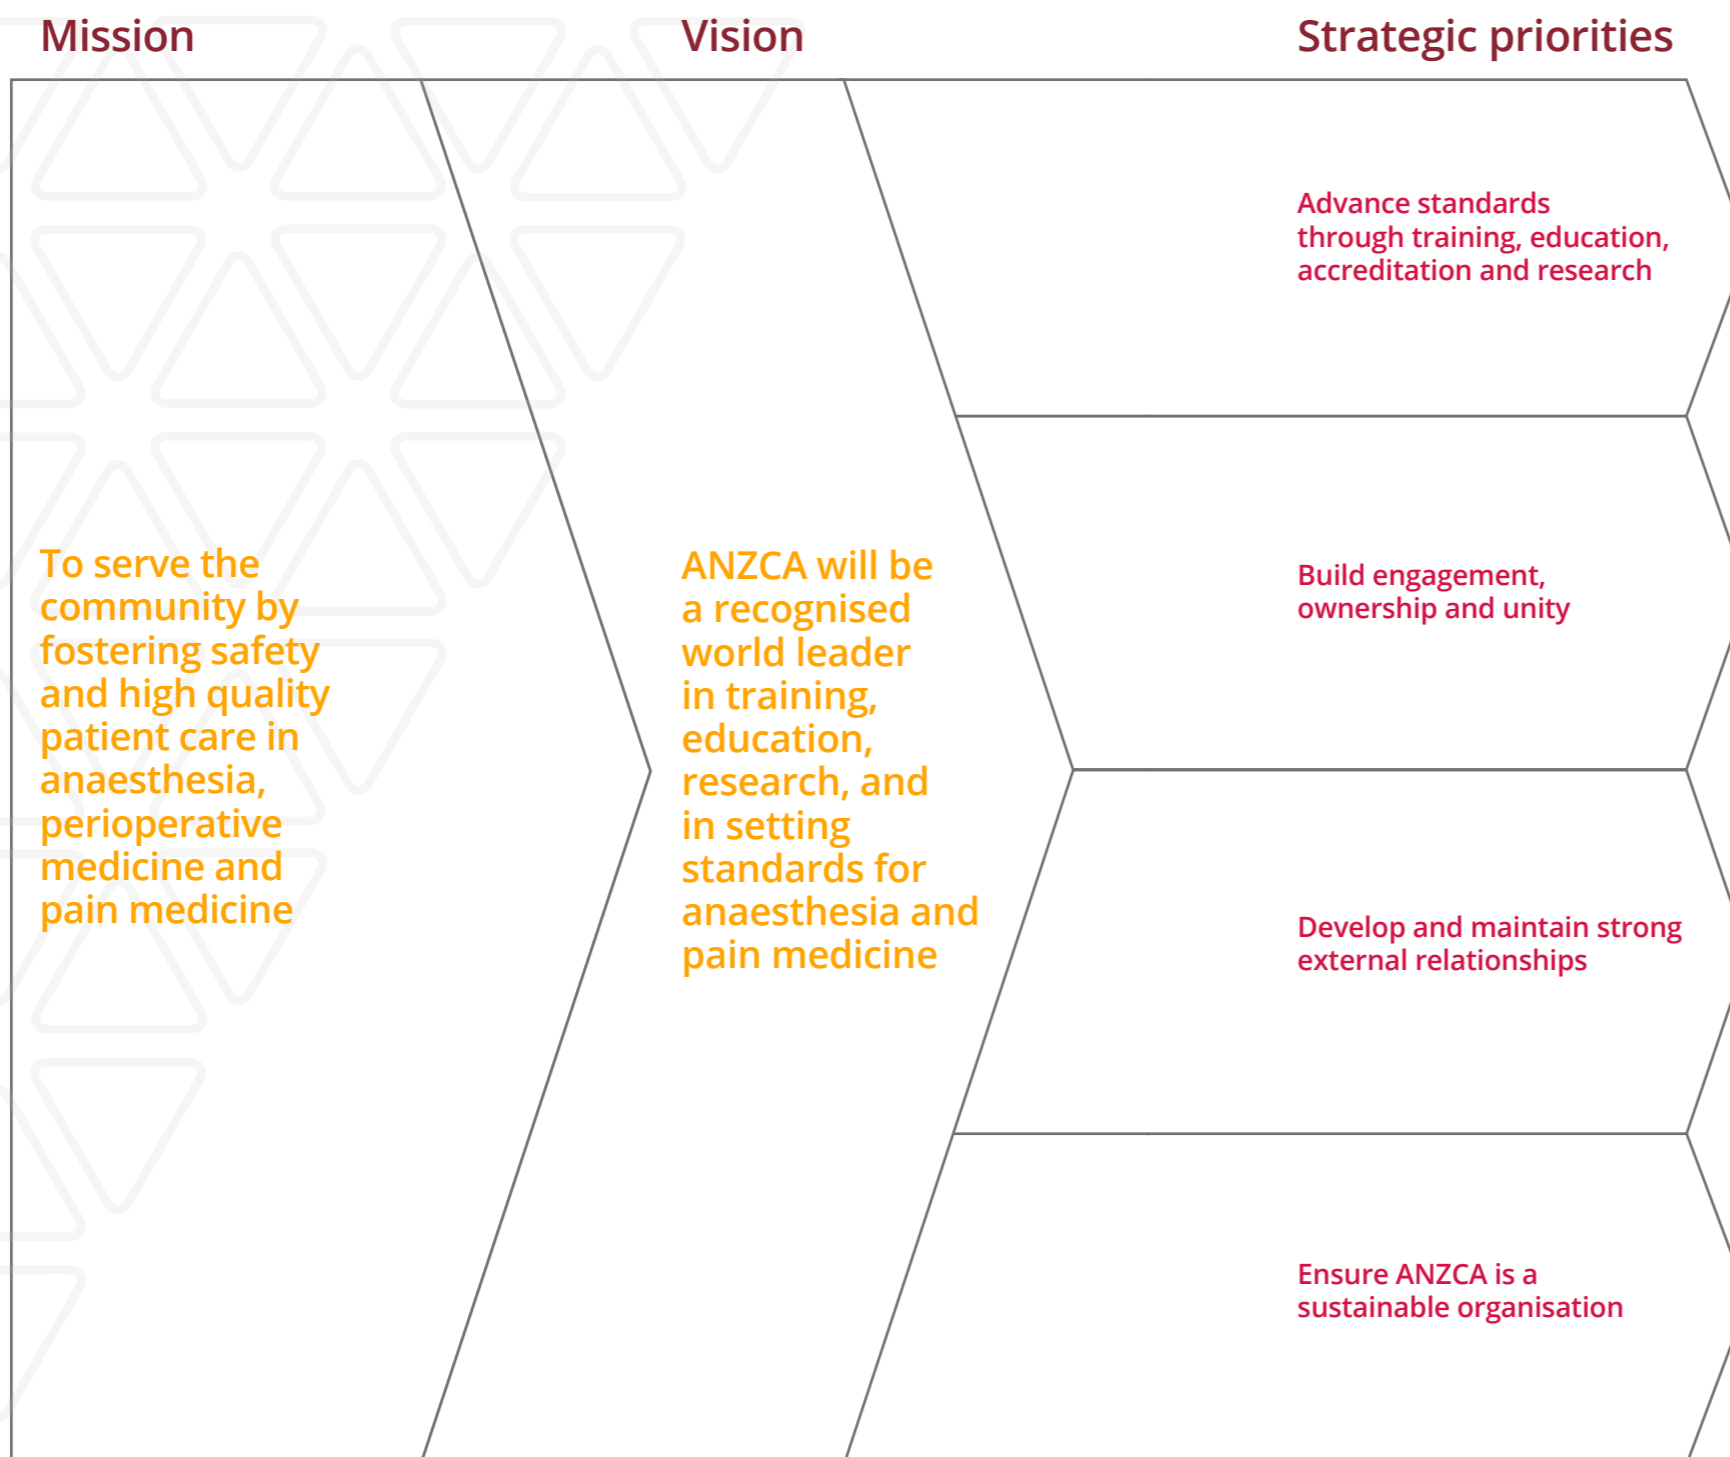 Mission
To serve the
community by
fostering safety
and high quality
patient care in
anaesthesia,
perioperative
medicine and
pain medicine
Vision
ANZCA will be
a recognised
world leader
in training,
education,
research, and
in setting
standards for
anaesthesia and
pain medicine
Strategic priorities
Advance standards
through training, education,
accreditation and research
Build engagement,
ownership and unity
Develop and maintain strong
external relationships
Ensure ANZCA is a
sustainable organisation